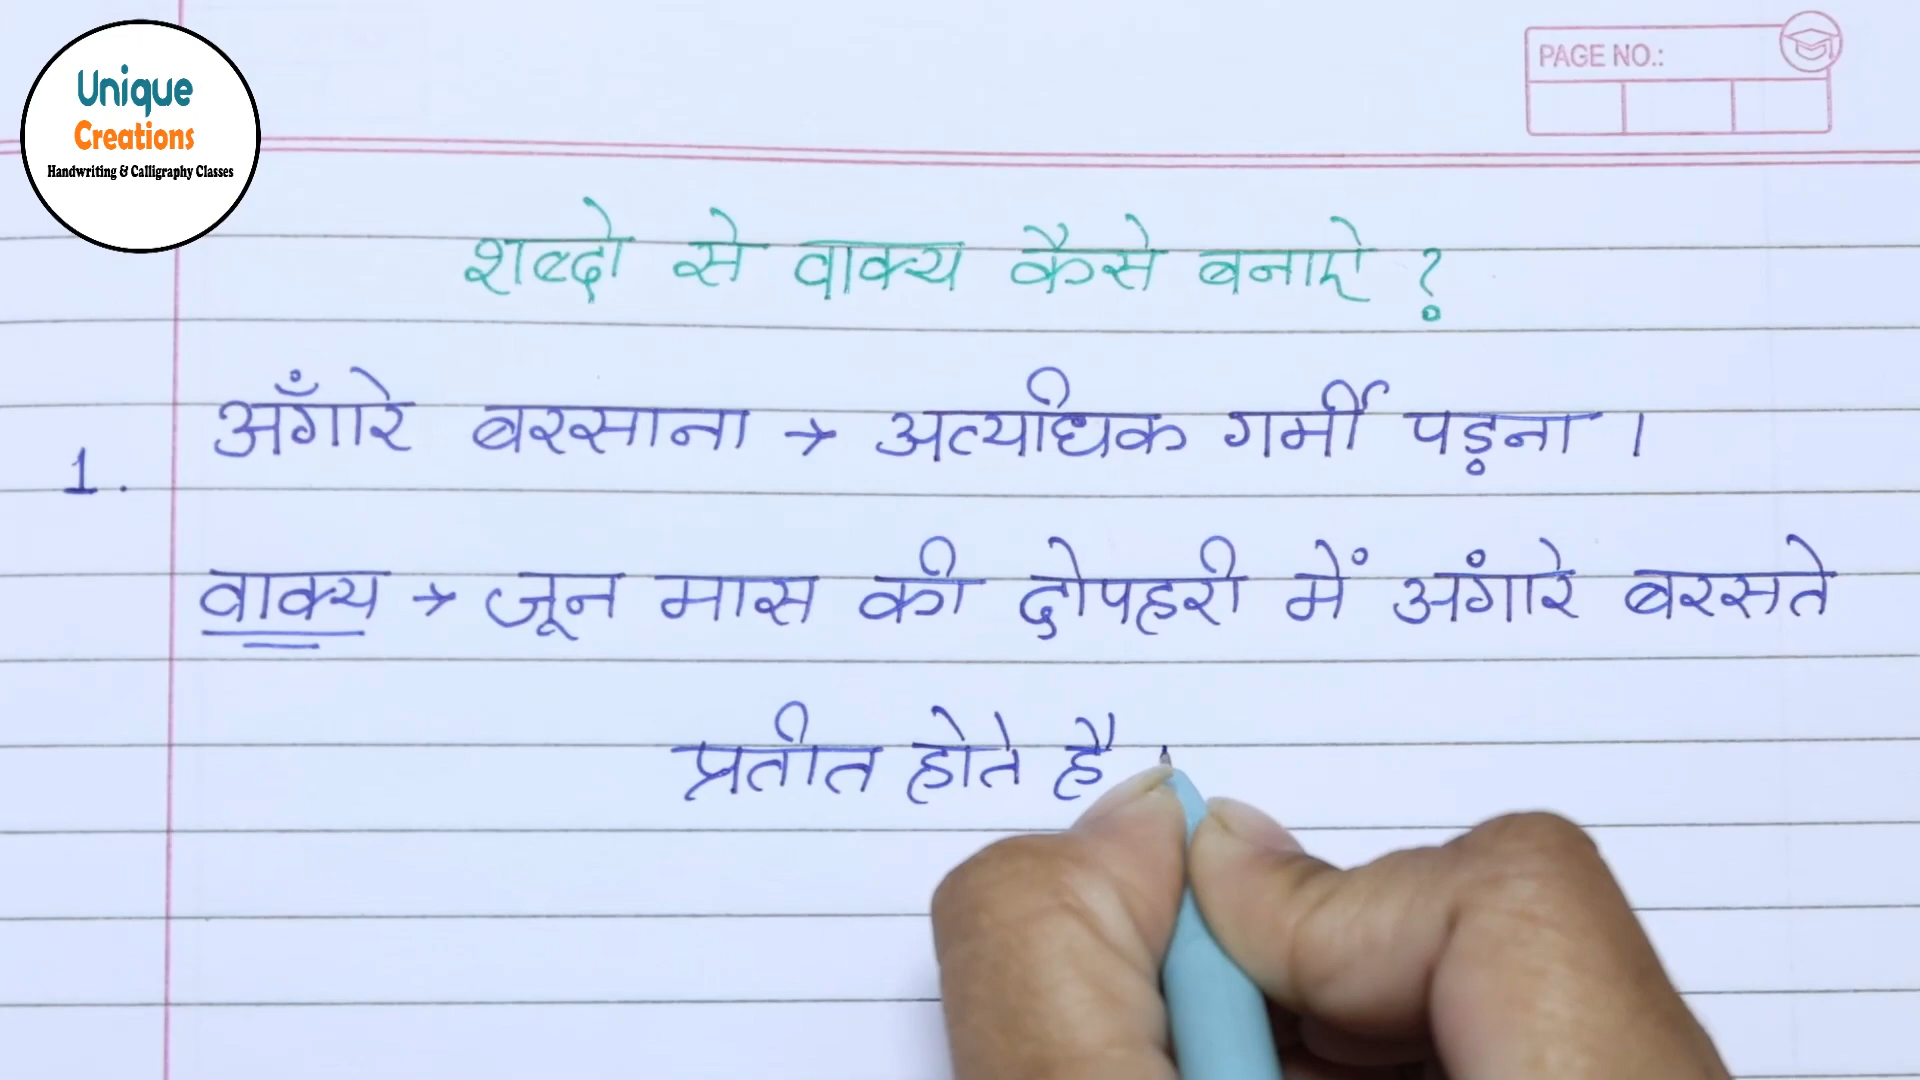 Unique
Creations
Handwriting & Calligraphy Classes
PAGE NO.:
शब्दो से वाक्य कैसे बनाऐ ?
1. अँगारे बरसाना → अत्यधिक गर्मी पड़ना ।
वाक्य → जून मास की दोपहरी में अंगारे बरसते
प्रतीत होते है